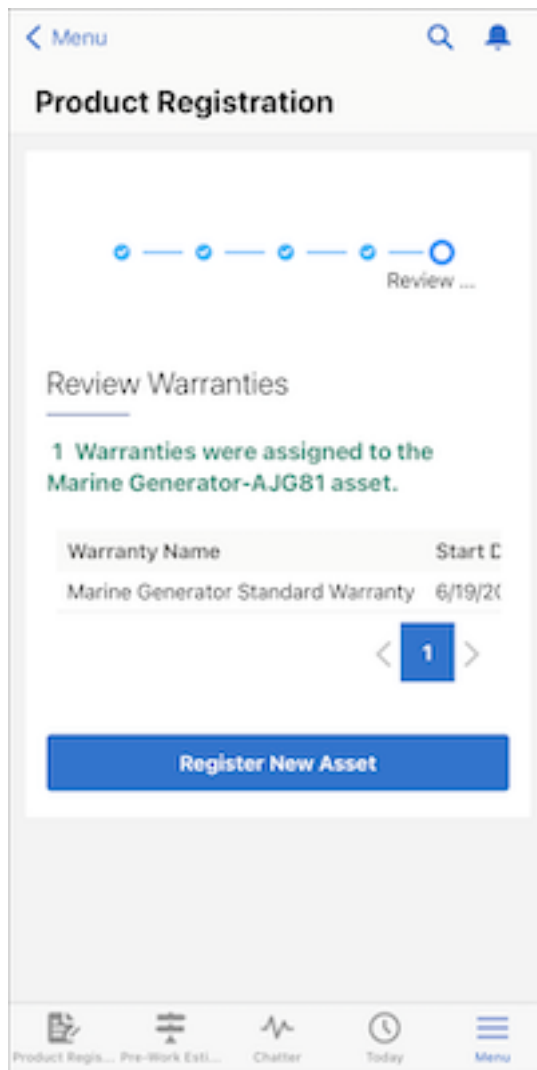 Menu
Product Registration
Review ...
Review Warranties
1 Warranties were assigned to the
Marine Generator-AJG81 asset.
Warranty Name Start D
Marine Generator Standard Warranty 6/19/20
1
Register New Asset
Product Regis... Pre-Work Esti... Chatter Today Menu